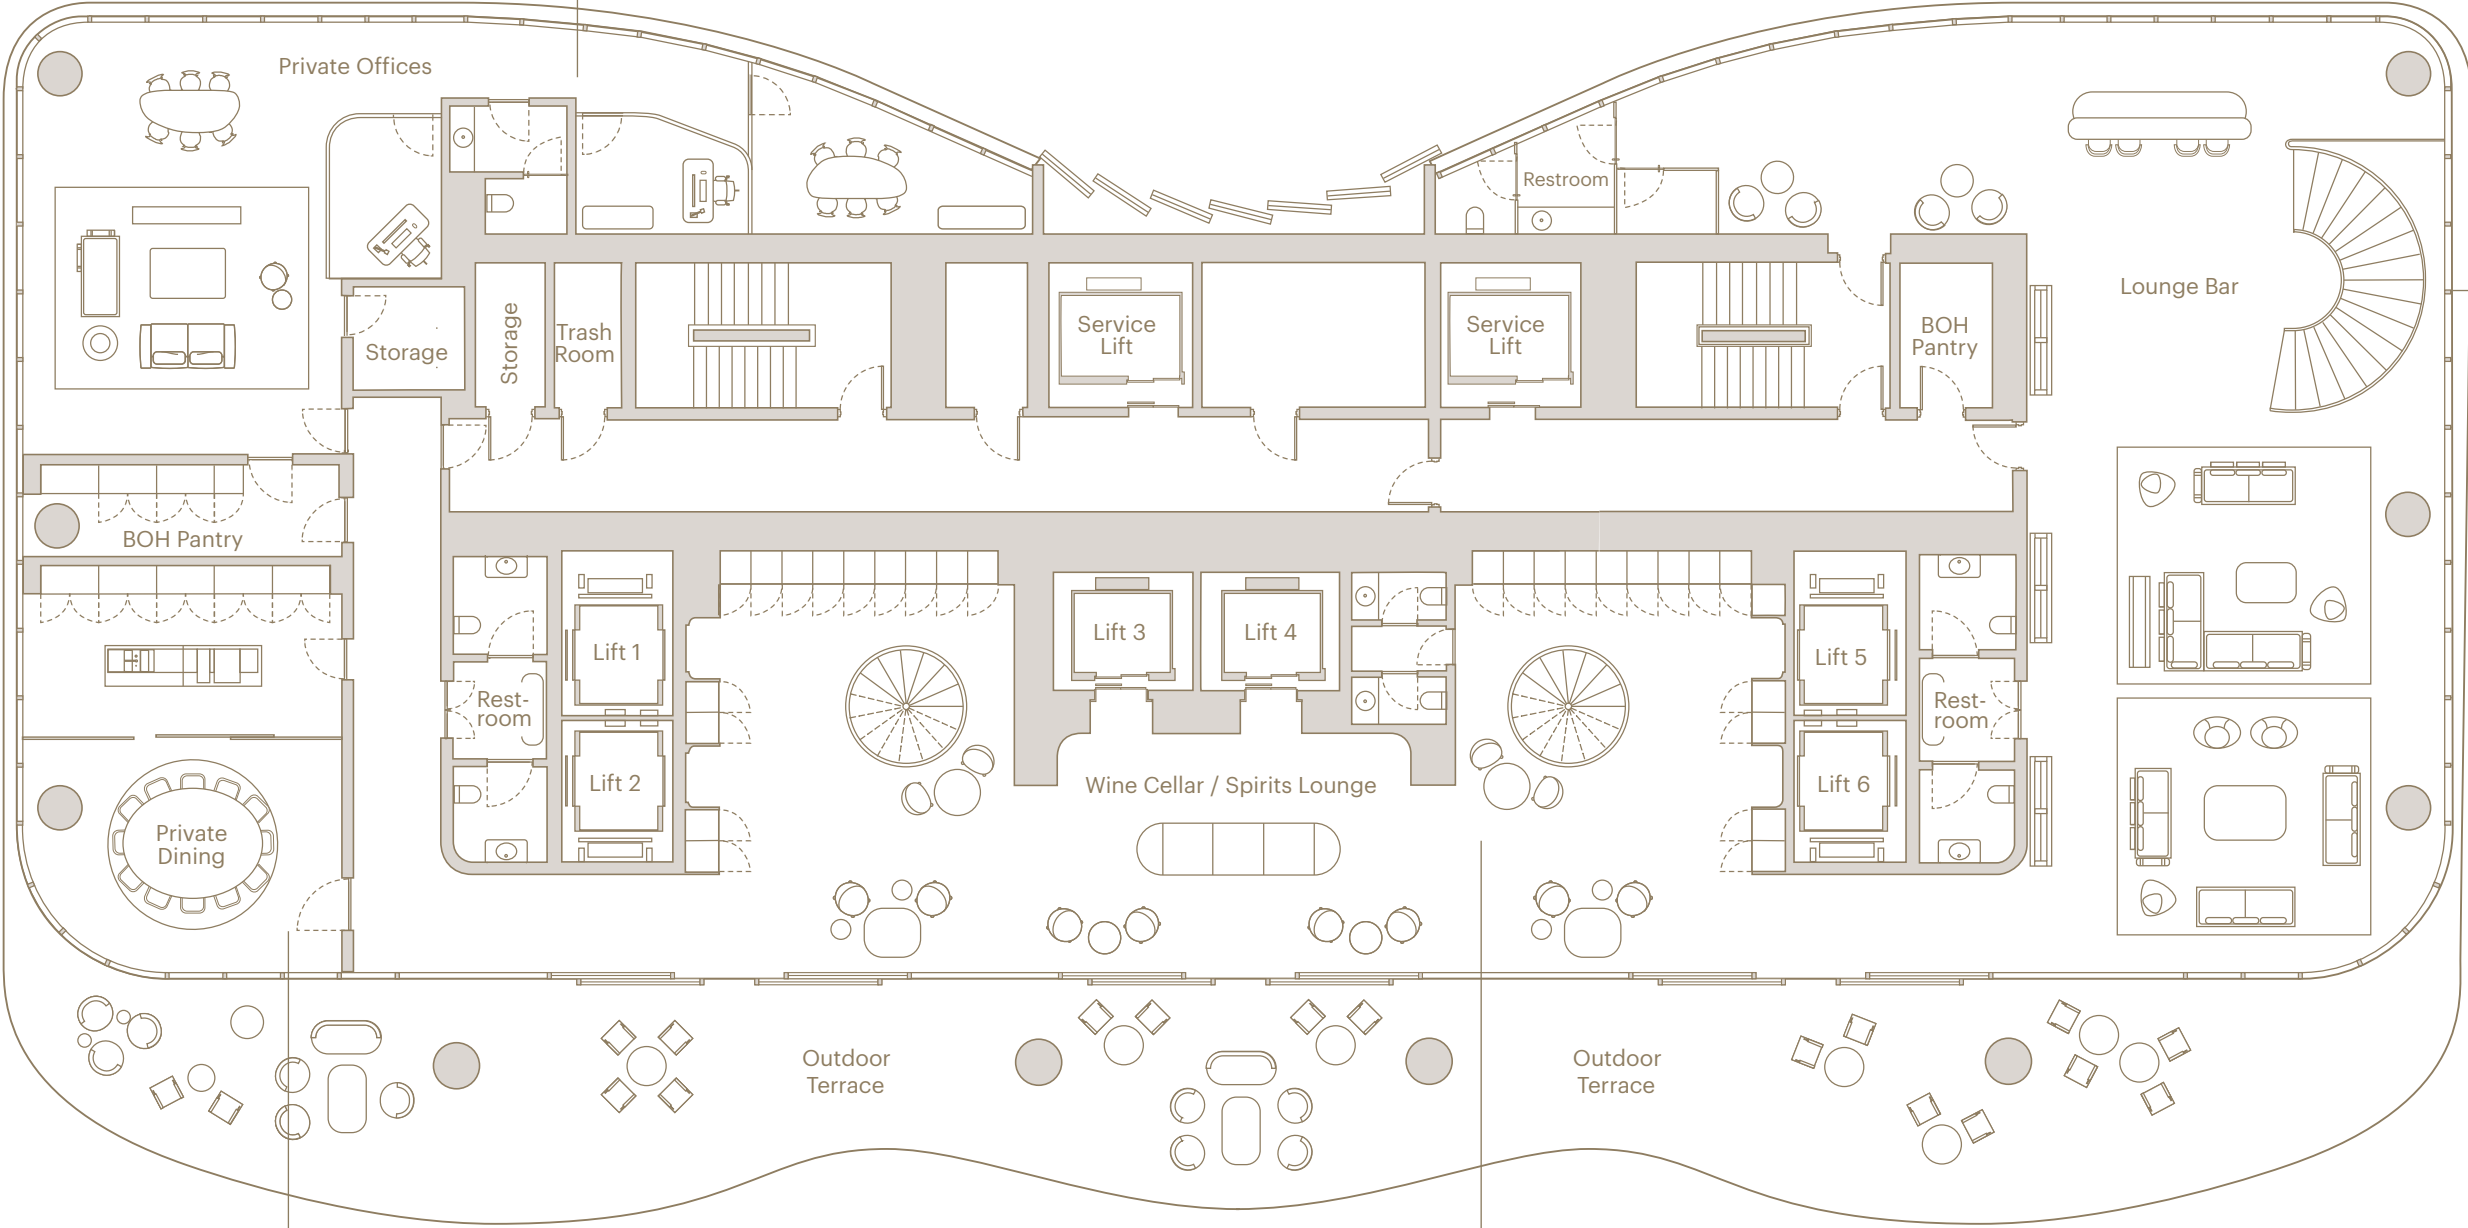 Private Offices
Restroom
Lounge Bar
Storage
Storage
Trash
Room
Service
Lift
Service
Lift
BOH
Pantry
BOH Pantry
Lift 1
Rest-
room
Lift 2
Lift 3
Lift 4
Lift 5
Rest-
room
Lift 6
Wine Cellar / Spirits Lounge
Private
Dining
Outdoor
Terrace
Outdoor
Terrace